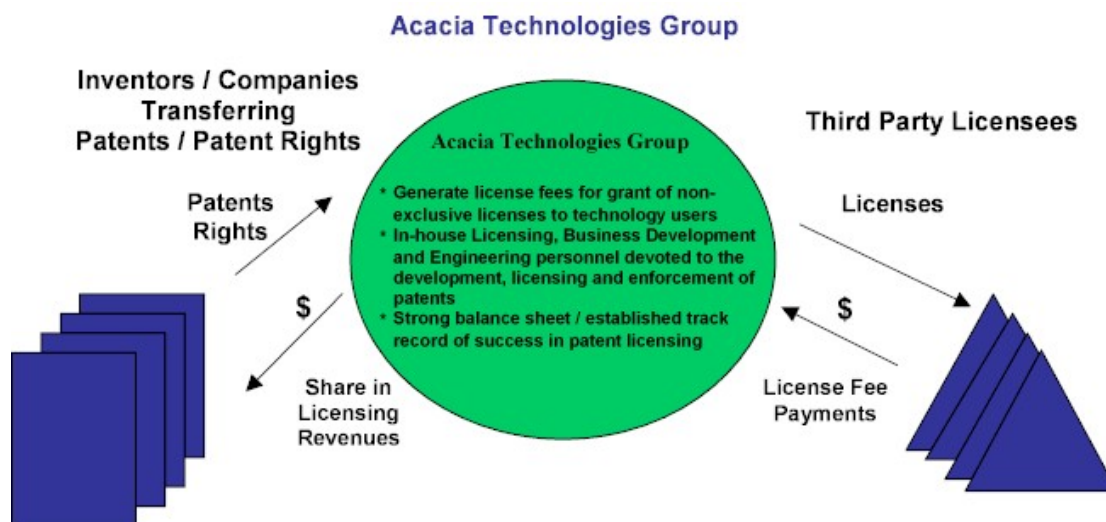 Acacia Technologies Group
Inventors / Companies
Transferring
Patents / Patent Rights
Patents
Rights
$
Share in
Licensing
Revenues
Acacia Technologies Group
* Generate license fees for grant of non-
exclusive licenses to technology users
* In-house Licensing, Business Development
and Engineering personnel devoted to the
development, licensing and enforcement of
patents
* Strong balance sheet / established track
record of success in patent licensing
Third Party Licensees
Licenses
$
License Fee
Payments